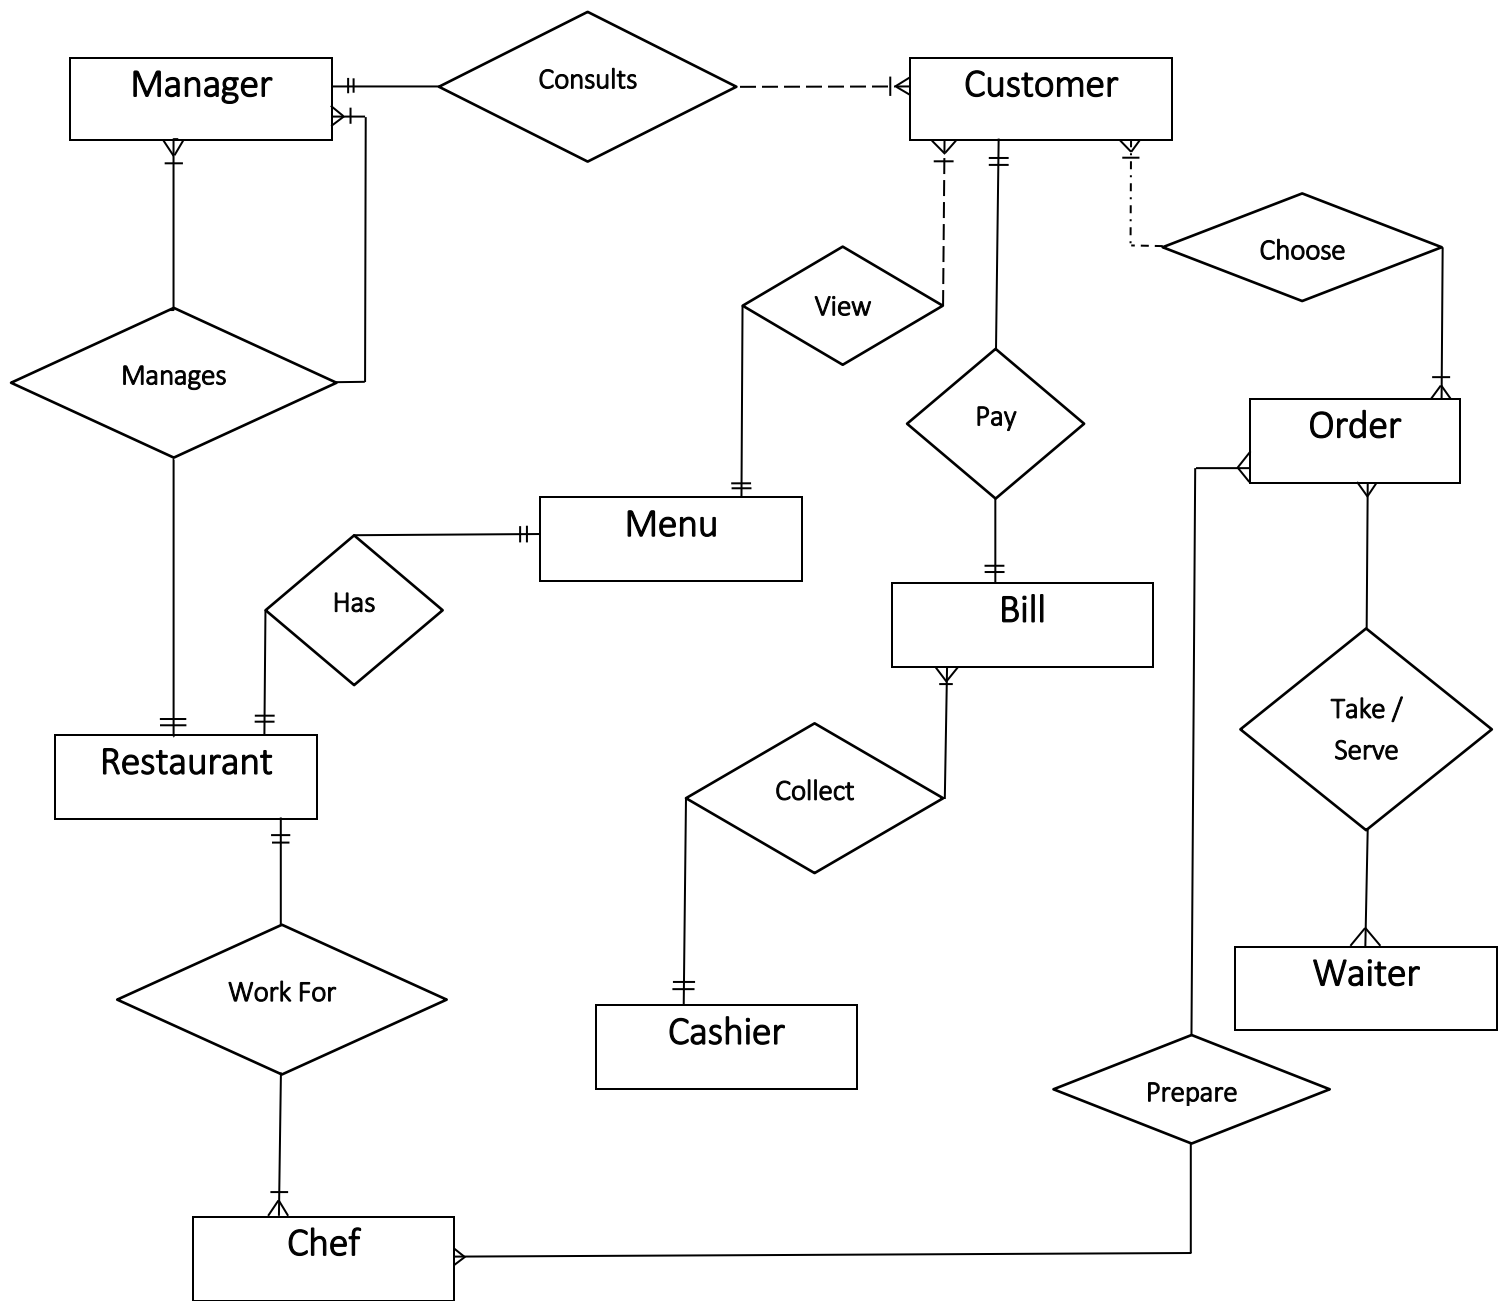 Manager
Consults
Customer
View
Choose
Manages
Pay
Order
Menu
Has
Bill
Take /
Serve
Restaurant
Collect
Work For
Waiter
Cashier
Prepare
Chef